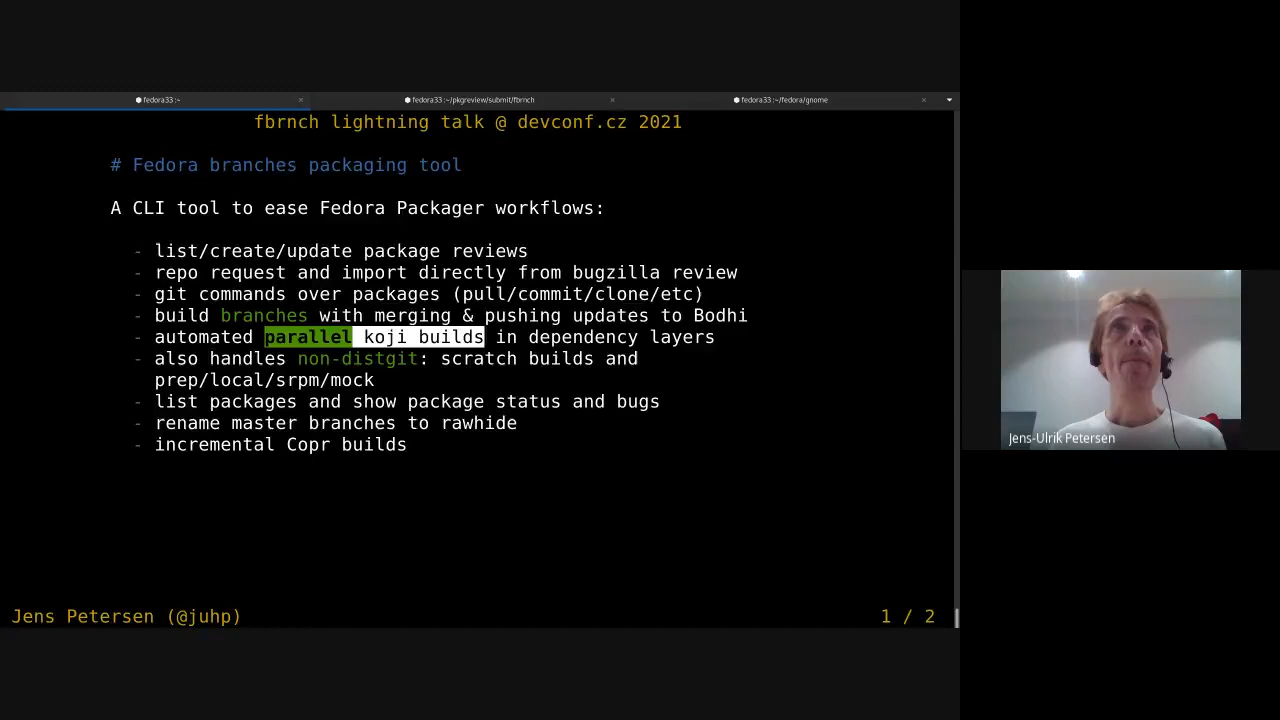 fedora33:~ × fedora33:~/pkgreview/submit/fbrnch × fedora33:~/fedora/gnome ×
fbrnch lightning talk @ devconf.cz 2021
# Fedora branches packaging tool
A CLI tool to ease Fedora Packager workflows:
- list/create/update package reviews
- repo request and import directly from bugzilla review
- git commands over packages (pull/commit/clone/etc)
- build branches with merging & pushing updates to Bodhi
- automated parallel koji builds in dependency layers
- also handles non-distgit: scratch builds and
prep/local/srpm/mock
- list packages and show package status and bugs
- rename master branches to rawhide
- incremental Copr builds
Jens Petersen (@juhp) 1 / 2
Jens-Ulrik Petersen